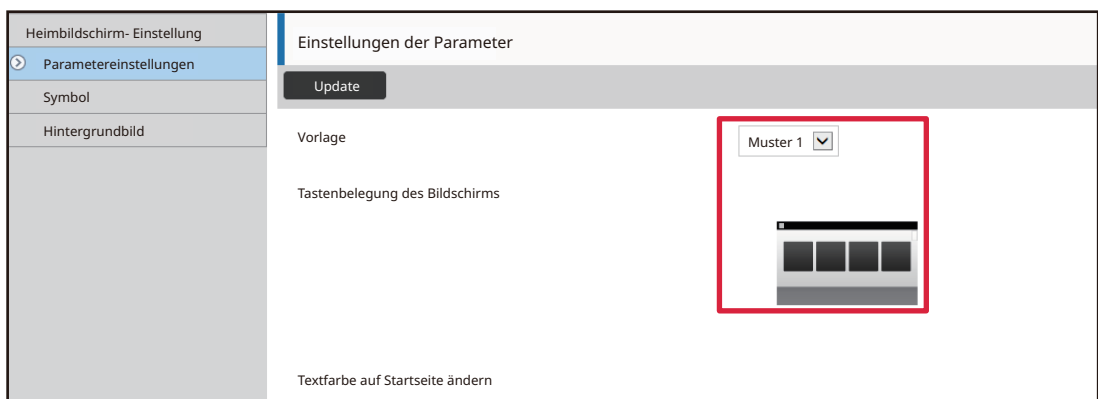 Heimbildschirm- Einstellung
Parametereinstellungen
Symbol
Hintergrundbild
Einstellungen der Parameter
Update
Vorlage
Muster 1
Tastenbelegung des Bildschirms
Textfarbe auf Startseite ändern